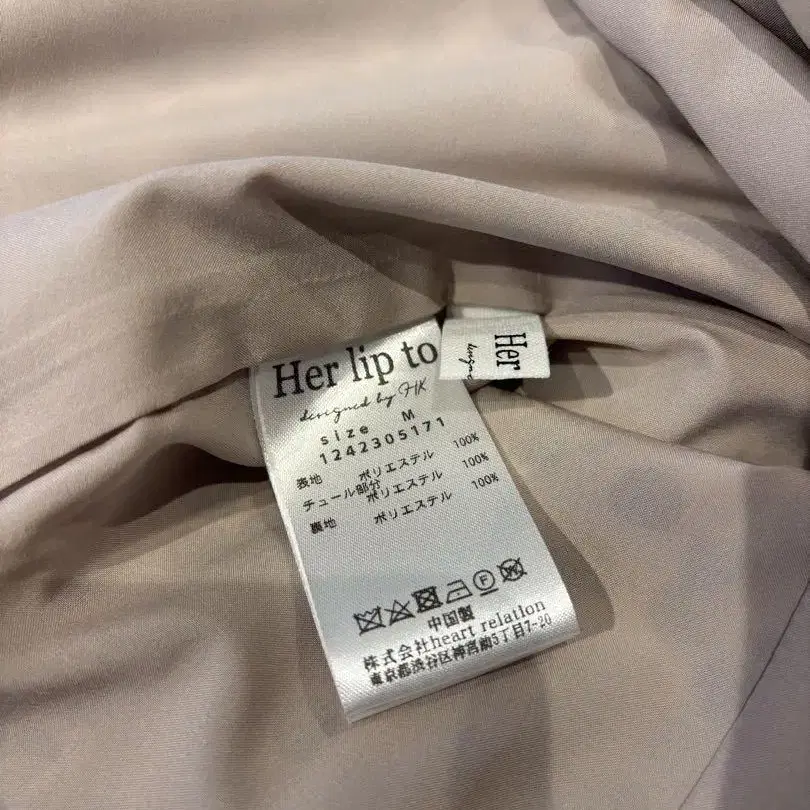 Her lip to
designed by HK
size M
1242305171
表地 ポリエステル 100%
チュール部分 ポリエステル 100%
裏地 ポリエステル 100%
F W
中国製
株式会社heart relation
東京都渋谷区神宮前5丁目7-20
Her
designe